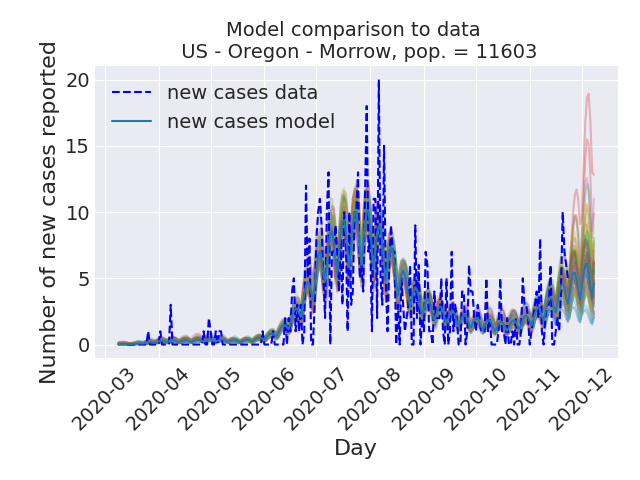 Model comparison to data
US - Oregon - Morrow, pop. = 11603
Number of new cases reported
20
15
10
5
0
new cases data
new cases model
2020-03
2020-04
2020-05
2020-06
2020-07
2020-08
2020-09
2020-10
2020-11
2020-12
Day